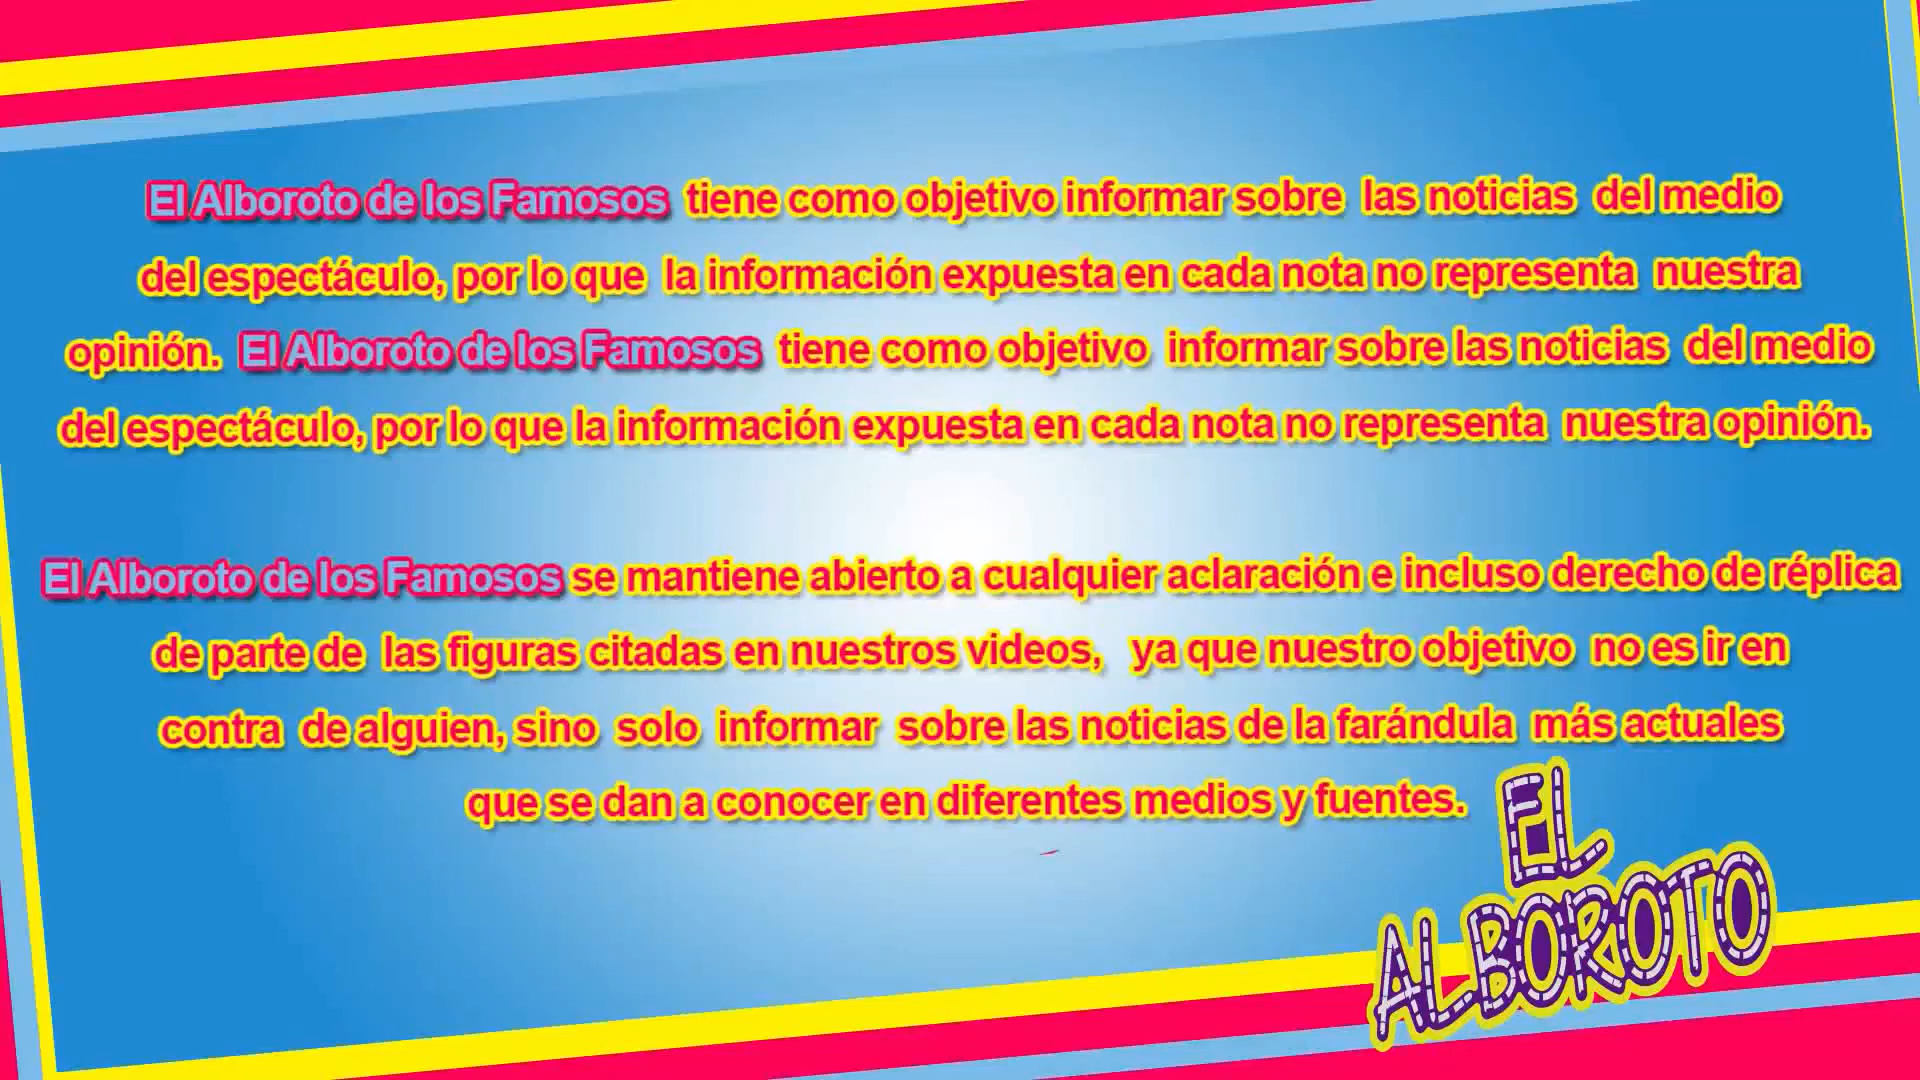 El Alboroto de los Famosos tiene como objetivo informar sobre las noticias del medio
del espectáculo, por lo que la información expuesta en cada nota no representa nuestra
opinión. El Alboroto de los Famosos tiene como objetivo informar sobre las noticias del medio
del espectáculo, por lo que la información expuesta en cada nota no representa nuestra opinión.
El Alboroto de los Famosos se mantiene abierto a cualquier aclaración e incluso derecho de réplica
de parte de las figuras citadas en nuestros videos, ya que nuestro objetivo no es ir en
contra de alguien, sino solo informar sobre las noticias de la farándula más actuales
que se dan a conocer en diferentes medios y fuentes.
EL
ALBOROTO